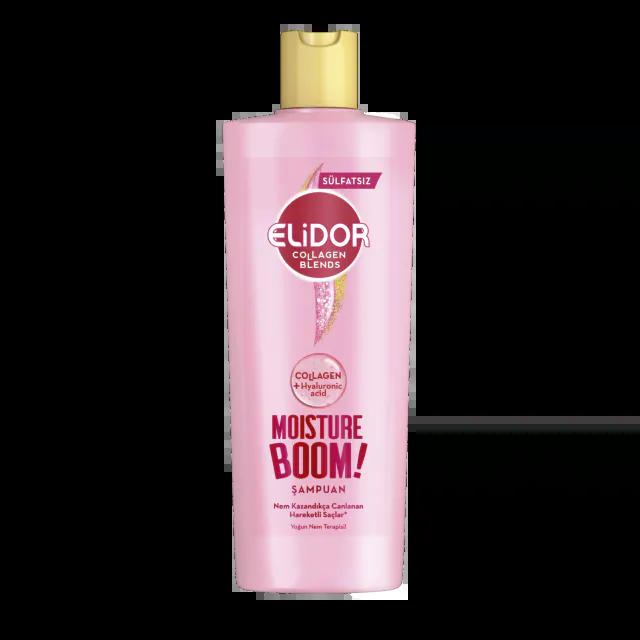 SÜLFATSIZ
ELiDOR
COLLAGEN
BLENDS
COLLAGEN
+Hyaluronic
acid
MOISTURE
BOOM!
ŞAMPUAN
Nem Kazandıkça Canlanan
Hareketli Saçlar*
Yoğun Nem Terapisi!